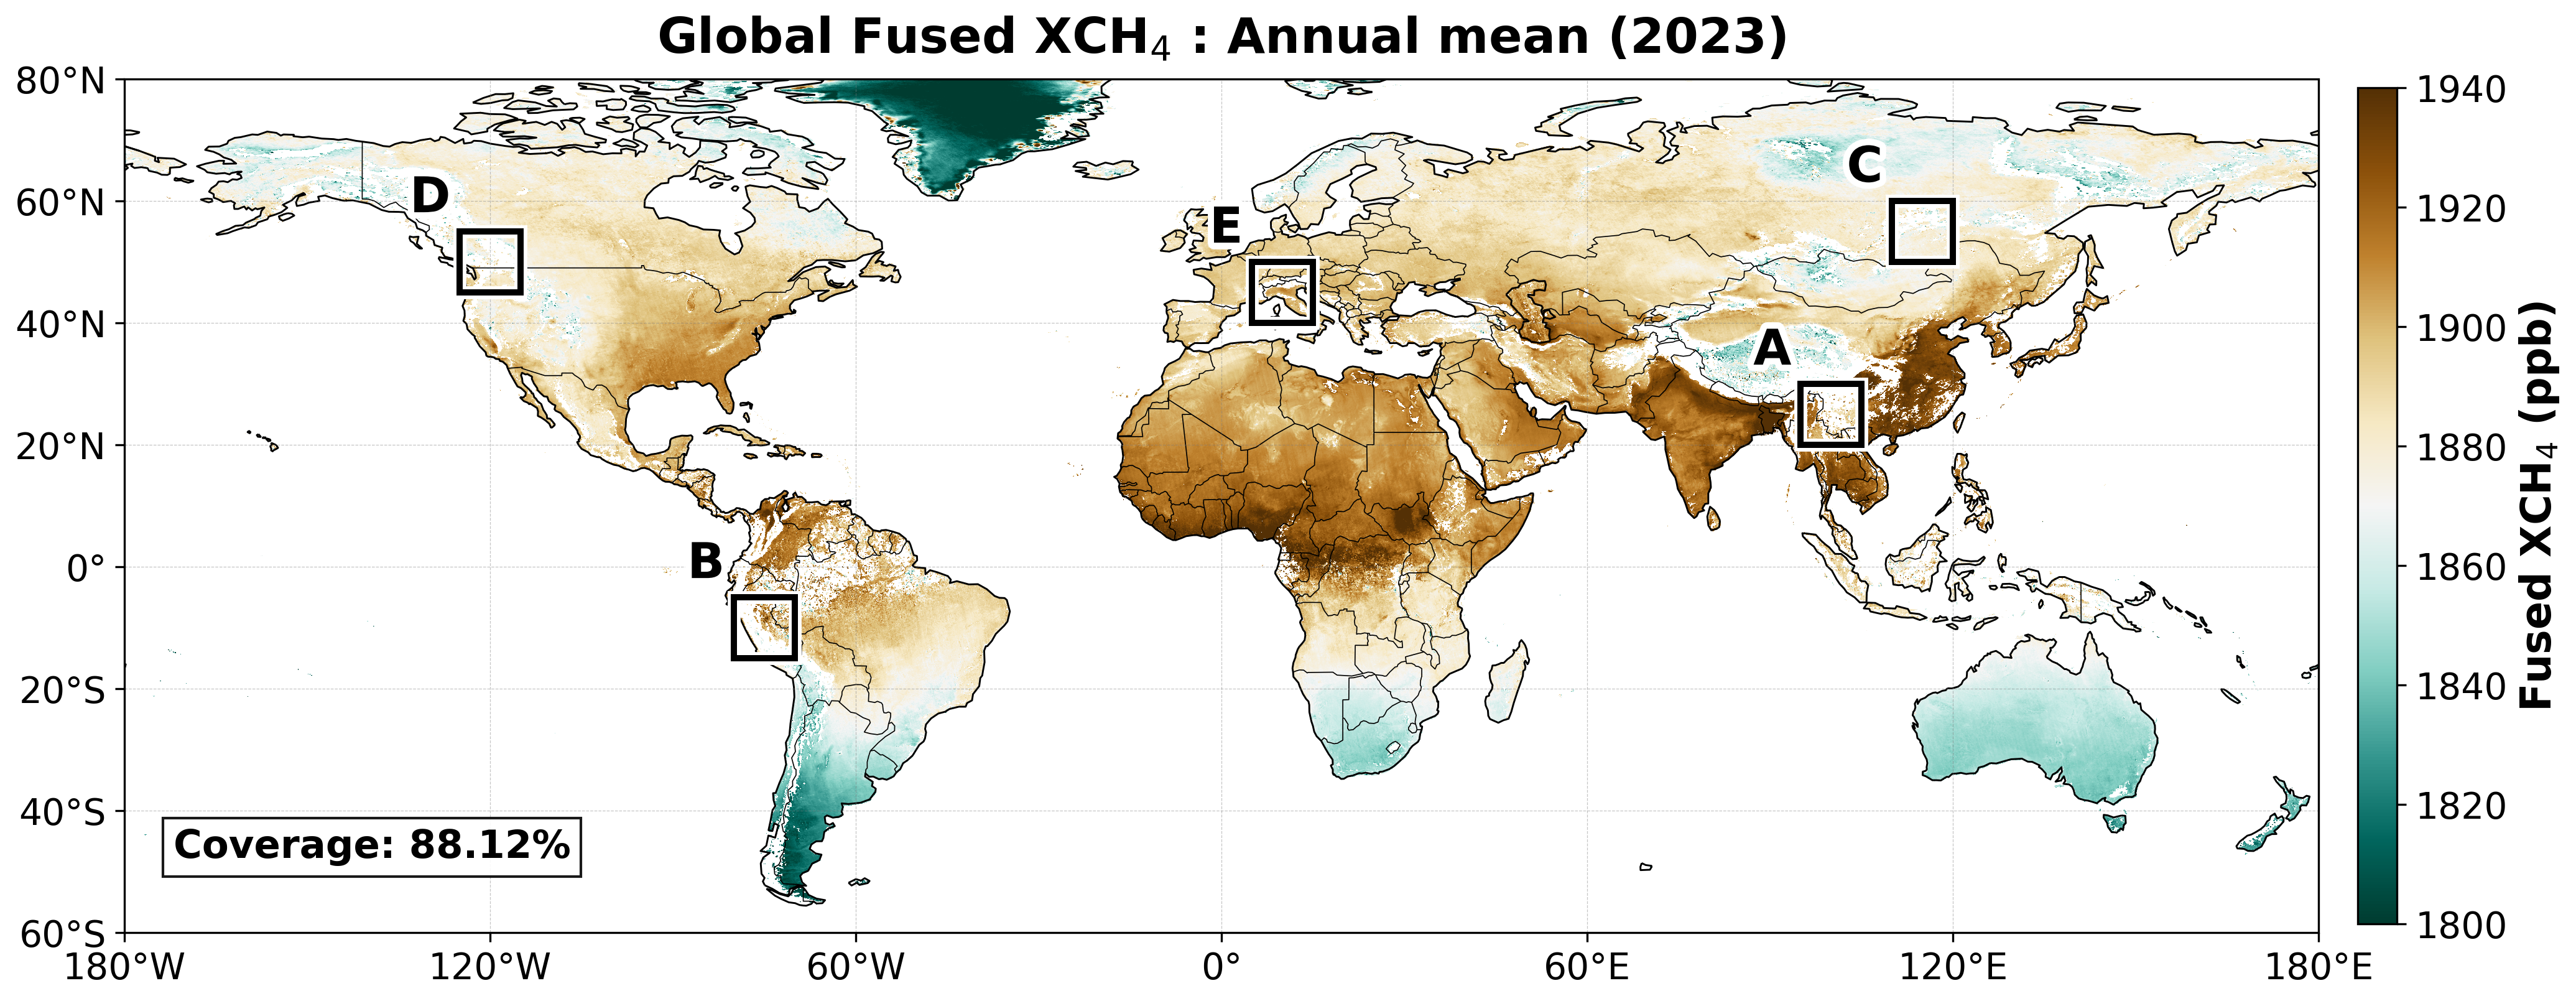 Global Fused XCH₄ : Annual mean (2023)
80°N
60°N
40°N
20°N
0°
20°S
40°S
60°S
180°W
120°W
60°W
0°
60°E
120°E
180°E
D
E
C
A
B
Coverage: 88.12%
1940
1920
1900
1880
1860
1840
1820
1800
Fused XCH₄ (ppb)